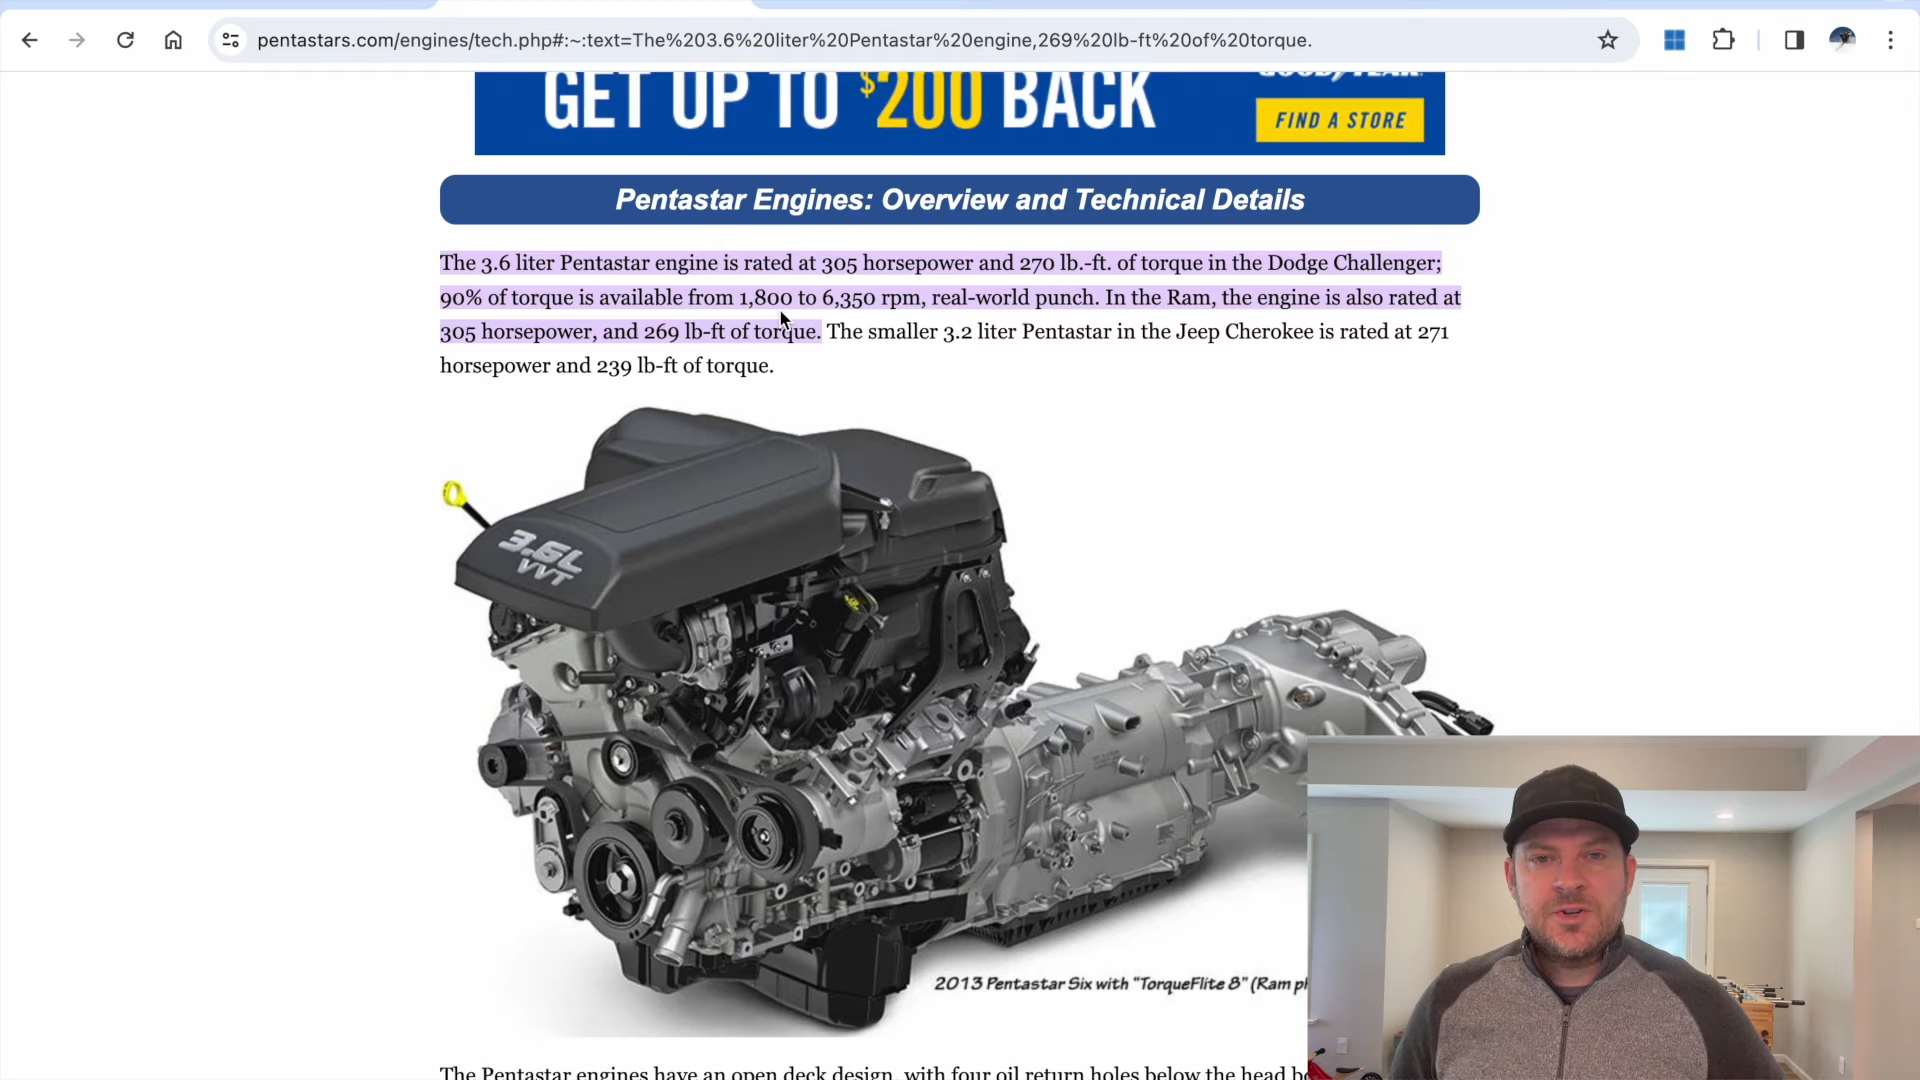 pentastars.com/engines/tech.php#:~:text=The%203.6%20liter%20Pentastar%20engine,269%20lb-ft%20of%20torque.
GET UP TO $200 BACK
GOODYEAR
FIND A STORE
Pentastar Engines: Overview and Technical Details
The 3.6 liter Pentastar engine is rated at 305 horsepower and 270 lb.-ft. of torque in the Dodge Challenger;
90% of torque is available from 1,800 to 6,350 rpm, real-world punch. In the Ram, the engine is also rated at
305 horsepower, and 269 lb-ft of torque. The smaller 3.2 liter Pentastar in the Jeep Cherokee is rated at 271
horsepower and 239 lb-ft of torque.
3.6L
VVT
2013 Pentastar Six with "TorqueFlite 8" (Ram
The Pentastar engines have an open deck design, with four oil return holes below the head